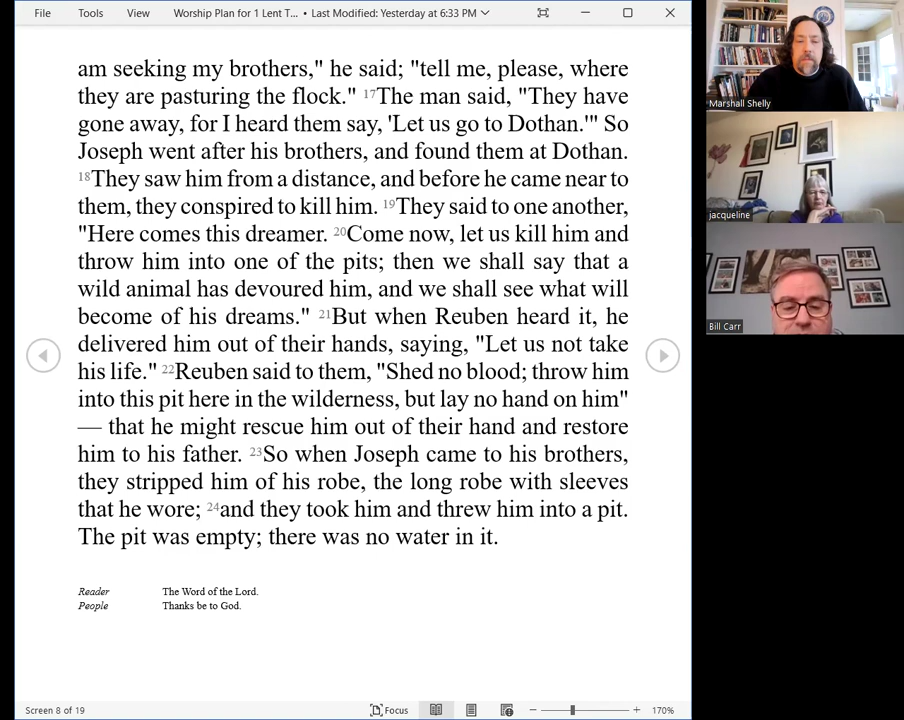 File Tools View Worship Plan for 1 Lent T... • Last Modified: Yesterday at 6:33 PM
am seeking my brothers," he said; "tell me, please, where
they are pasturing the flock." 17The man said, "They have
gone away, for I heard them say, 'Let us go to Dothan.'" So
Joseph went after his brothers, and found them at Dothan.
18They saw him from a distance, and before he came near to
them, they conspired to kill him. 19They said to one another,
"Here comes this dreamer. 20Come now, let us kill him and
throw him into one of the pits; then we shall say that a
wild animal has devoured him, and we shall see what will
become of his dreams." 21But when Reuben heard it, he
delivered him out of their hands, saying, "Let us not take
his life." 22Reuben said to them, "Shed no blood; throw him
into this pit here in the wilderness, but lay no hand on him"
— that he might rescue him out of their hand and restore
him to his father. 23So when Joseph came to his brothers,
they stripped him of his robe, the long robe with sleeves
that he wore; 24and they took him and threw him into a pit.
The pit was empty; there was no water in it.
Reader The Word of the Lord.
People Thanks be to God.
Screen 8 of 19 Focus 170%
Marshall Shelly
jacqueline
Bill Carr